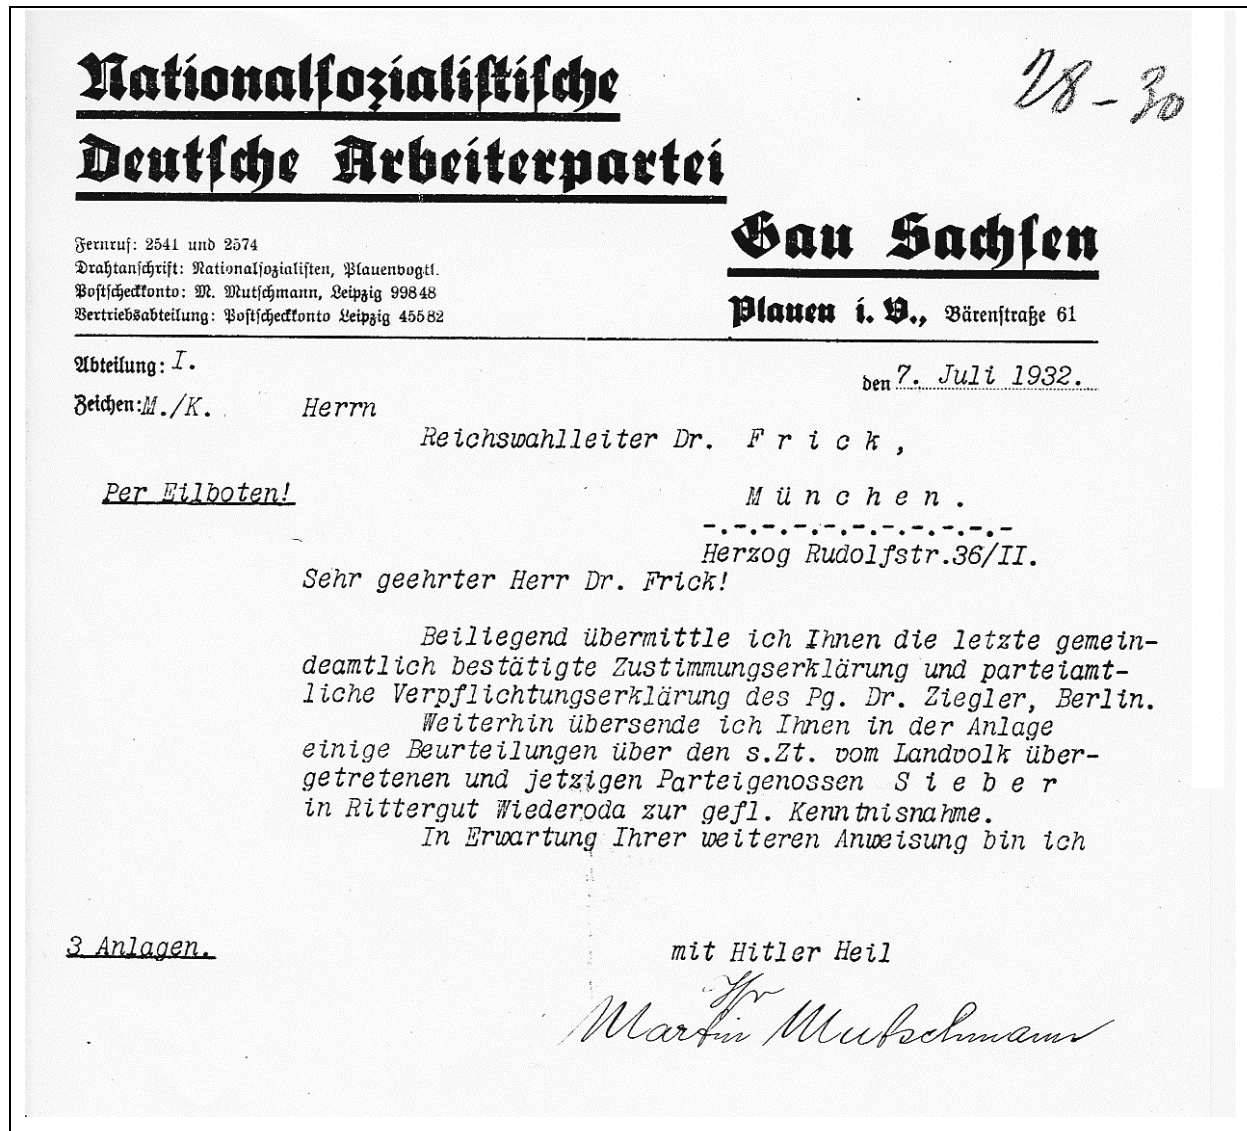 Nationalsozialistische
Deutsche Arbeiterpartei
28-30
Gau Sachsen
Plauen i. V., Bärenstraße 61
Fernruf: 2541 und 2574
Drahtanschrift: Nationalsozialisten, Plauenvogtl.
Postscheckkonto: M. Mutschmann, Leipzig 99848
Vertriebsabteilung: Postscheckkonto Leipzig 45582
Abteilung: I.
den 7. Juli 1932.
Zeichen: M./K.
Herrn
Reichswahlleiter Dr. F r i c k ,
Per Eilboten!
M ü n c h e n .
-.-.-.-.-.-.-.-.-.-.-
Herzog Rudolfstr.36/II.
Sehr geehrter Herr Dr. Frick!
Beiliegend übermittle ich Ihnen die letzte gemein-
deamtlich bestätigte Zustimmungserklärung und parteiamt-
liche Verpflichtungserklärung des Pg. Dr. Ziegler, Berlin.
Weiterhin übersende ich Ihnen in der Anlage
einige Beurteilungen über den s.Zt. vom Landvolk über-
getretenen und jetzigen Parteigenossen S i e b e r
in Rittergut Wiederoda zur gefl. Kenntnisnahme.
In Erwartung Ihrer weiteren Anweisung bin ich
3 Anlagen.
mit Hitler Heil
Ihr
Martin Mutschmann